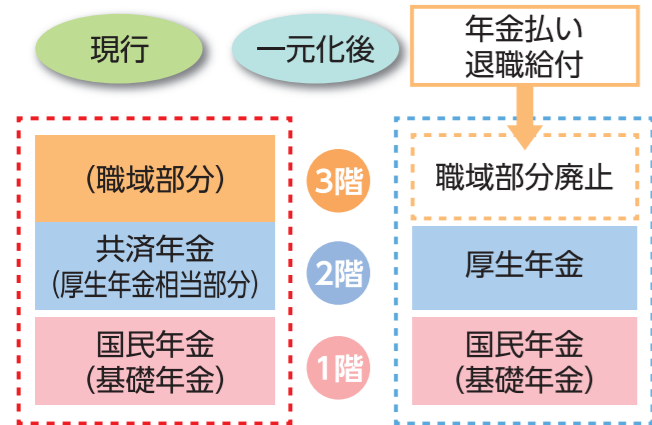 現行
一元化後
年金払い
退職給付
(職域部分)
3階
職域部分廃止
共済年金
(厚生年金相当部分)
2階
厚生年金
国民年金
(基礎年金)
1階
国民年金
(基礎年金)